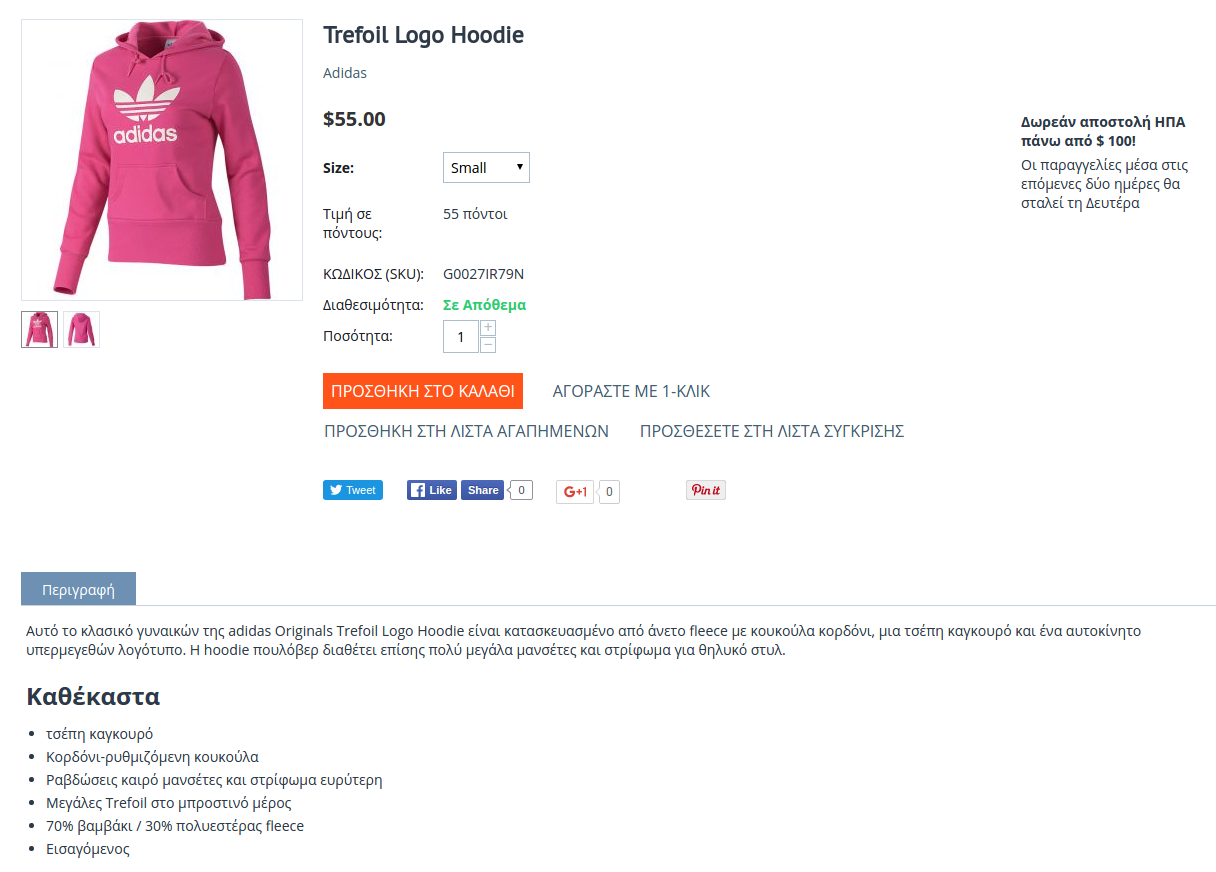 adidas
Trefoil Logo Hoodie
Adidas
$55.00
Size:
Small
Τιμή σε
πόντους:
55 πόντοι
ΚΩΔΙΚΟΣ (SKU):
G0027IR79N
Διαθεσιμότητα:
Σε Απόθεμα
Ποσότητα:
1
+
−
ΠΡΟΣΘΗΚΗ ΣΤΟ ΚΑΛΑΘΙ
ΑΓΟΡΑΣΤΕ ΜΕ 1-ΚΛΙΚ
ΠΡΟΣΘΗΚΗ ΣΤΗ ΛΙΣΤΑ ΑΓΑΠΗΜΕΝΩΝ
ΠΡΟΣΘΕΣΕΤΕ ΣΤΗ ΛΙΣΤΑ ΣΥΓΚΡΙΣΗΣ
Tweet
Like
Share
0
G+1
0
Pin it
Δωρεάν αποστολή ΗΠΑ
πάνω από $ 100!
Οι παραγγελίες μέσα στις
επόμενες δύο ημέρες θα
σταλεί τη Δευτέρα
Περιγραφή
Αυτό το κλασικό γυναικών της adidas Originals Trefoil Logo Hoodie είναι κατασκευασμένο από άνετο fleece με κουκούλα κορδόνι, μια τσέπη καγκουρό και ένα αυτοκίνητο
υπερμεγεθών λογότυπο. Η hoodie πουλόβερ διαθέτει επίσης πολύ μεγάλα μανσέτες και στρίφωμα για θηλυκό στυλ.
Καθέκαστα
• τσέπη καγκουρό
• Κορδόνι-ρυθμιζόμενη κουκούλα
• Ραβδώσεις καιρό μανσέτες και στρίφωμα ευρύτερη
• Μεγάλες Trefoil στο μπροστινό μέρος
• 70% βαμβάκι / 30% πολυεστέρας fleece
• Εισαγόμενος